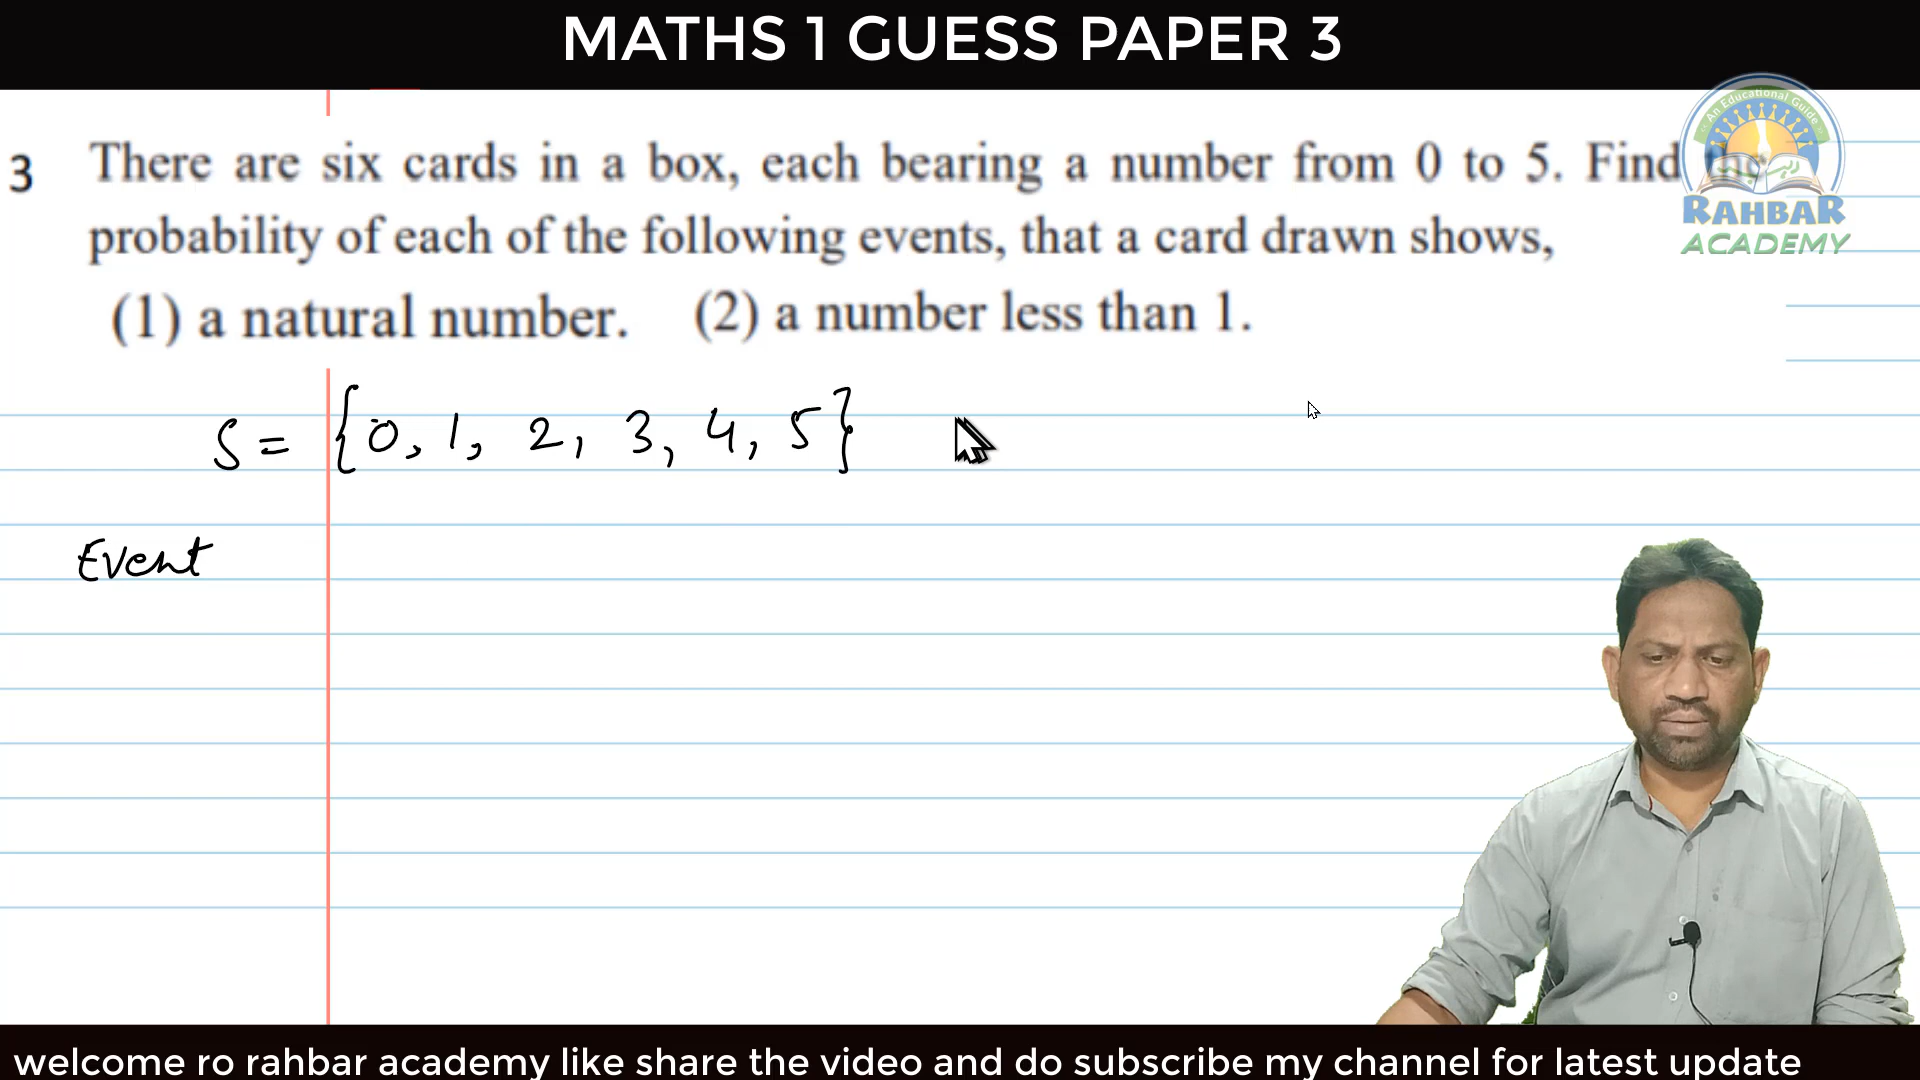 MATHS 1 GUESS PAPER 3
An Educational Guide
3 There are six cards in a box, each bearing a number from 0 to 5. Find
RAHBAR
probability of each of the following events, that a card drawn shows,
ACADEMY
(1) a natural number. (2) a number less than 1.
S = {0, 1, 2, 3, 4, 5}
Event
welcome ro rahbar academy like share the video and do subscribe my channel for latest update